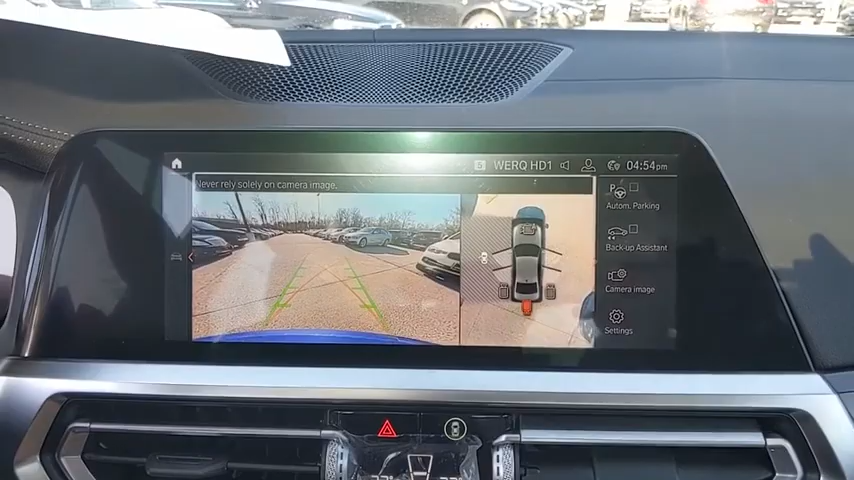 WERQ HD1
04:54pm
Never rely solely on camera image.
Autom. Parking
Back-up Assistant
Camera image
Settings